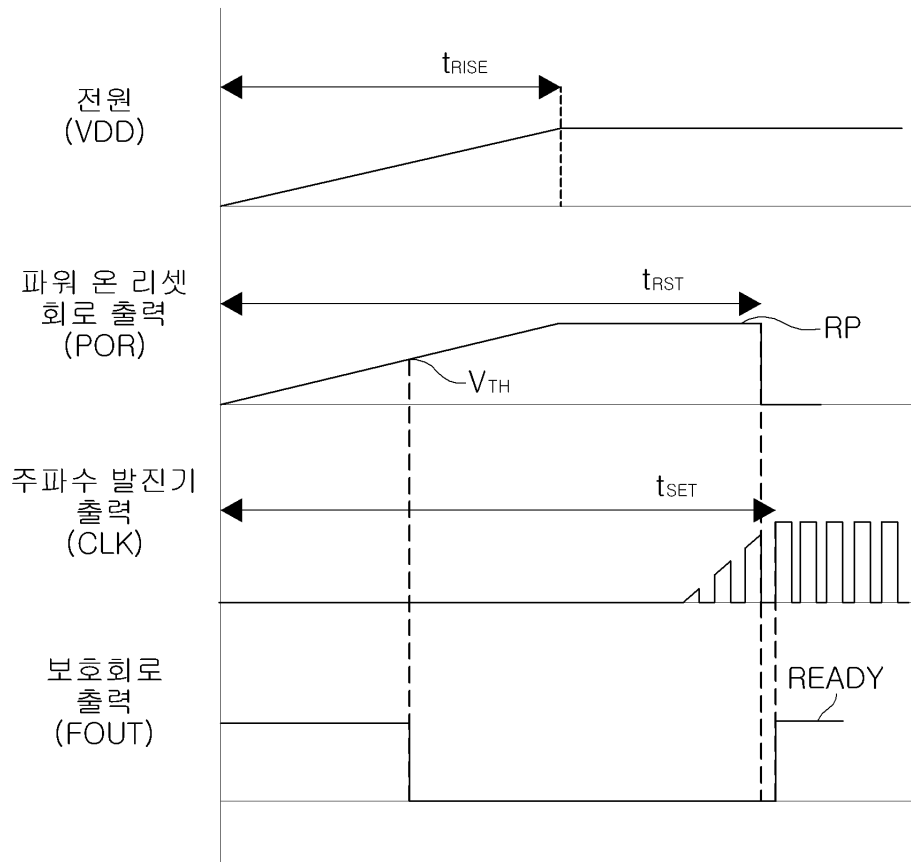 전원
(VDD)
tRISE
파워 온 리셋
회로 출력
(POR)
tRST
RP
VTH
주파수 발진기
출력
(CLK)
tSET
보호회로
출력
(FOUT)
READY